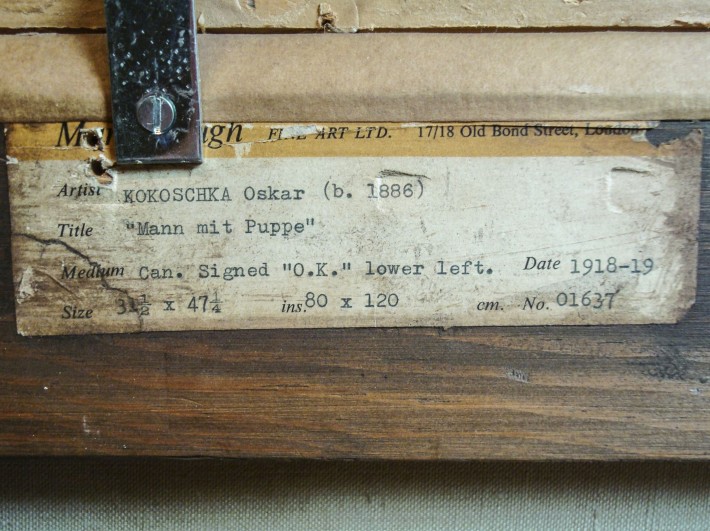 FINE ART LTD. 17/18 Old Bond Street, London
Artist KOKOSCHKA Oskar (b. 1886)
Title "Mann mit Puppe"
Medium Can. Signed "O.K." lower left. Date 1918-19
Size 31½ x 47¼ ins. 80 x 120 cm. No. 01637